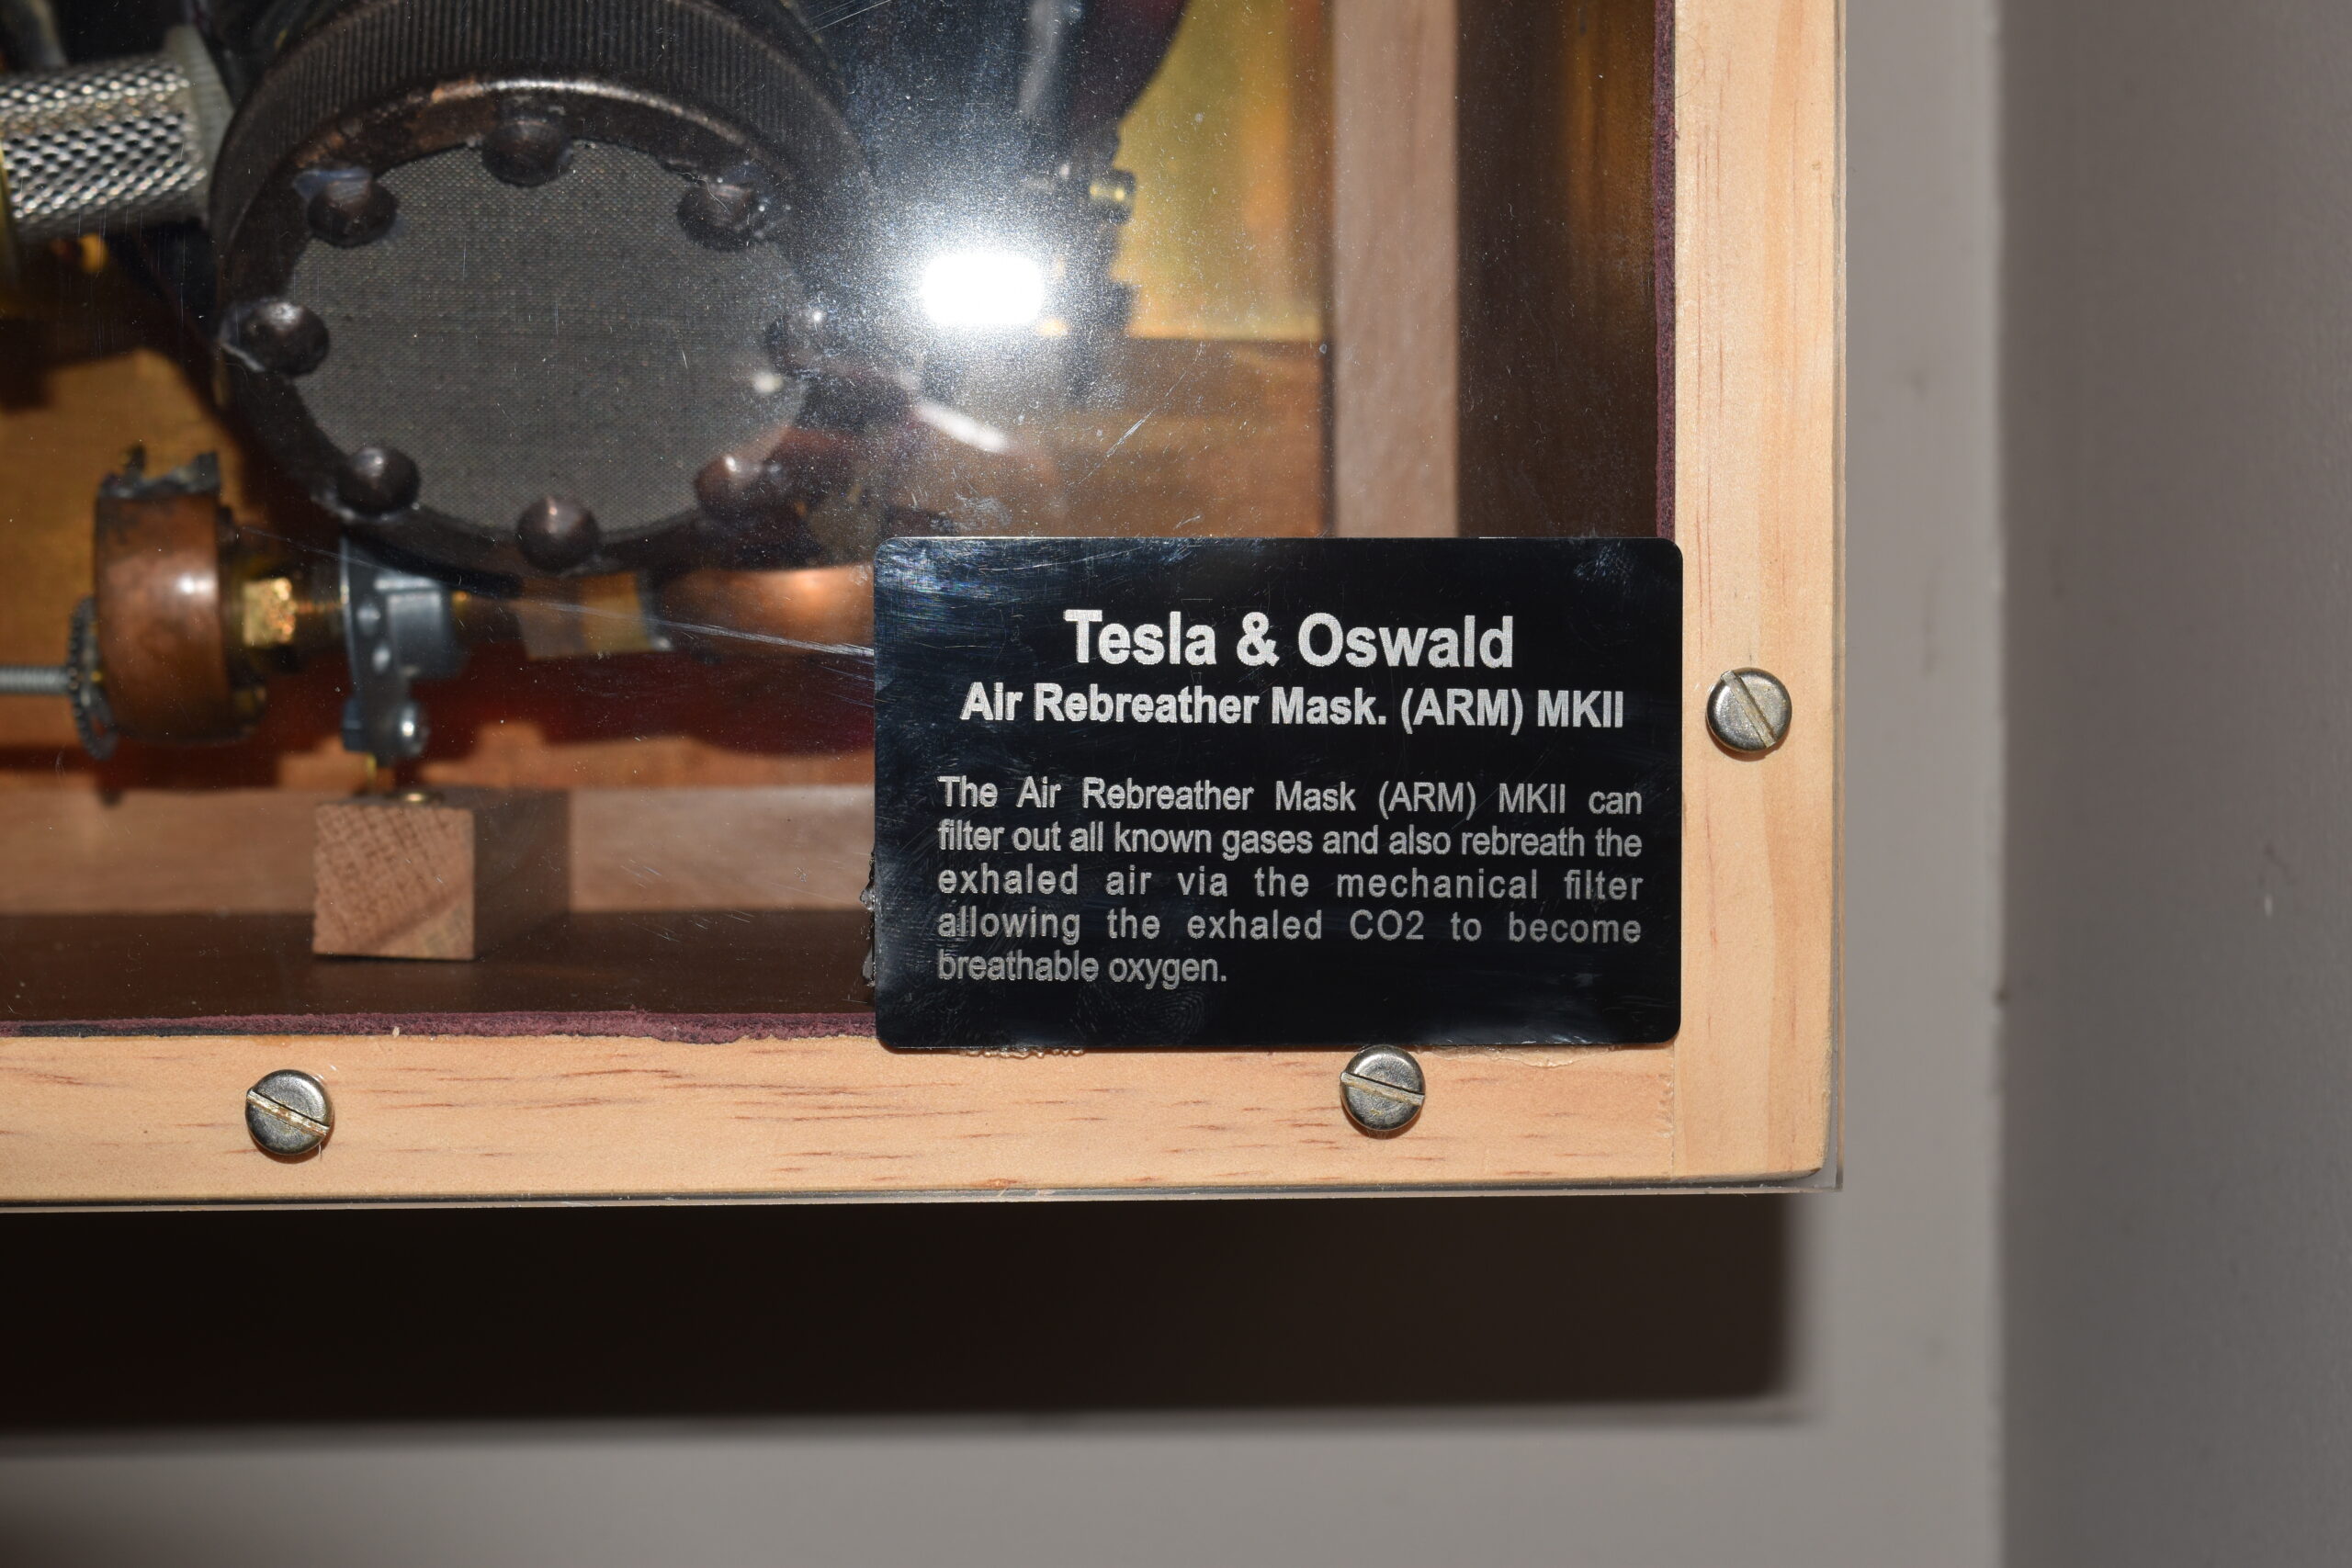 Tesla & Oswald
Air Rebreather Mask. (ARM) MKII
The Air Rebreather Mask (ARM) MKII can
filter out all known gases and also rebreath the
exhaled air via the mechanical filter
allowing the exhaled CO2 to become
breathable oxygen.